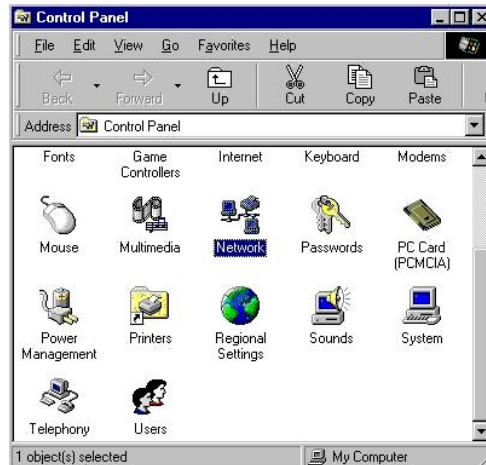 Control Panel
File Edit View Go Favorites Help
Back Forward Up Cut Copy Paste
Address Control Panel
Fonts Game Controllers Internet Keyboard Modems
Mouse Multimedia Network Passwords PC Card (PCMCIA)
Power Management Printers Regional Settings Sounds System
Telephony Users
1 object(s) selected My Computer